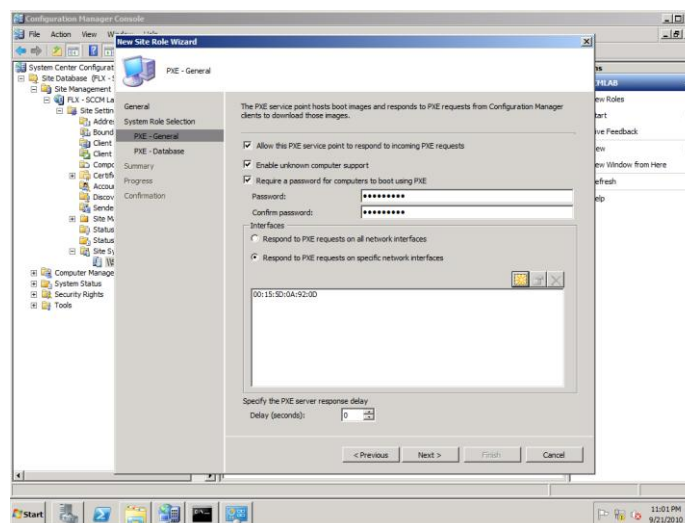 Configuration Manager Console
File Action View Window Help
New Site Role Wizard
PXE - General
System Center Configurat
Site Database (FLX -
Site Management
FLX - SCCM La
Site Settin
Addre
Bound
Client
Client
Compo
Certifi
Accou
Discov
Sende
Site Ma
Status
Status
Site Sy
Computer Manage
System Status
Security Rights
Tools
General
System Role Selection
PXE - General
PXE - Database
Summary
Progress
Confirmation
The PXE service point hosts boot images and responds to PXE requests from Configuration Manager
clients to download those images.
Allow this PXE service point to respond to incoming PXE requests
Enable unknown computer support
Require a password for computers to boot using PXE
Password:
Confirm password:
Interfaces
Respond to PXE requests on all network interfaces
Respond to PXE requests on specific network interfaces
00:15:5D:0A:92:0D
Specify the PXE server response delay
Delay (seconds): 0
< Previous Next > Finish Cancel
ns
CMLAB
ew Roles
tart
ive Feedback
ew
ew Window from Here
efresh
elp
Start
11:01 PM
9/21/2010